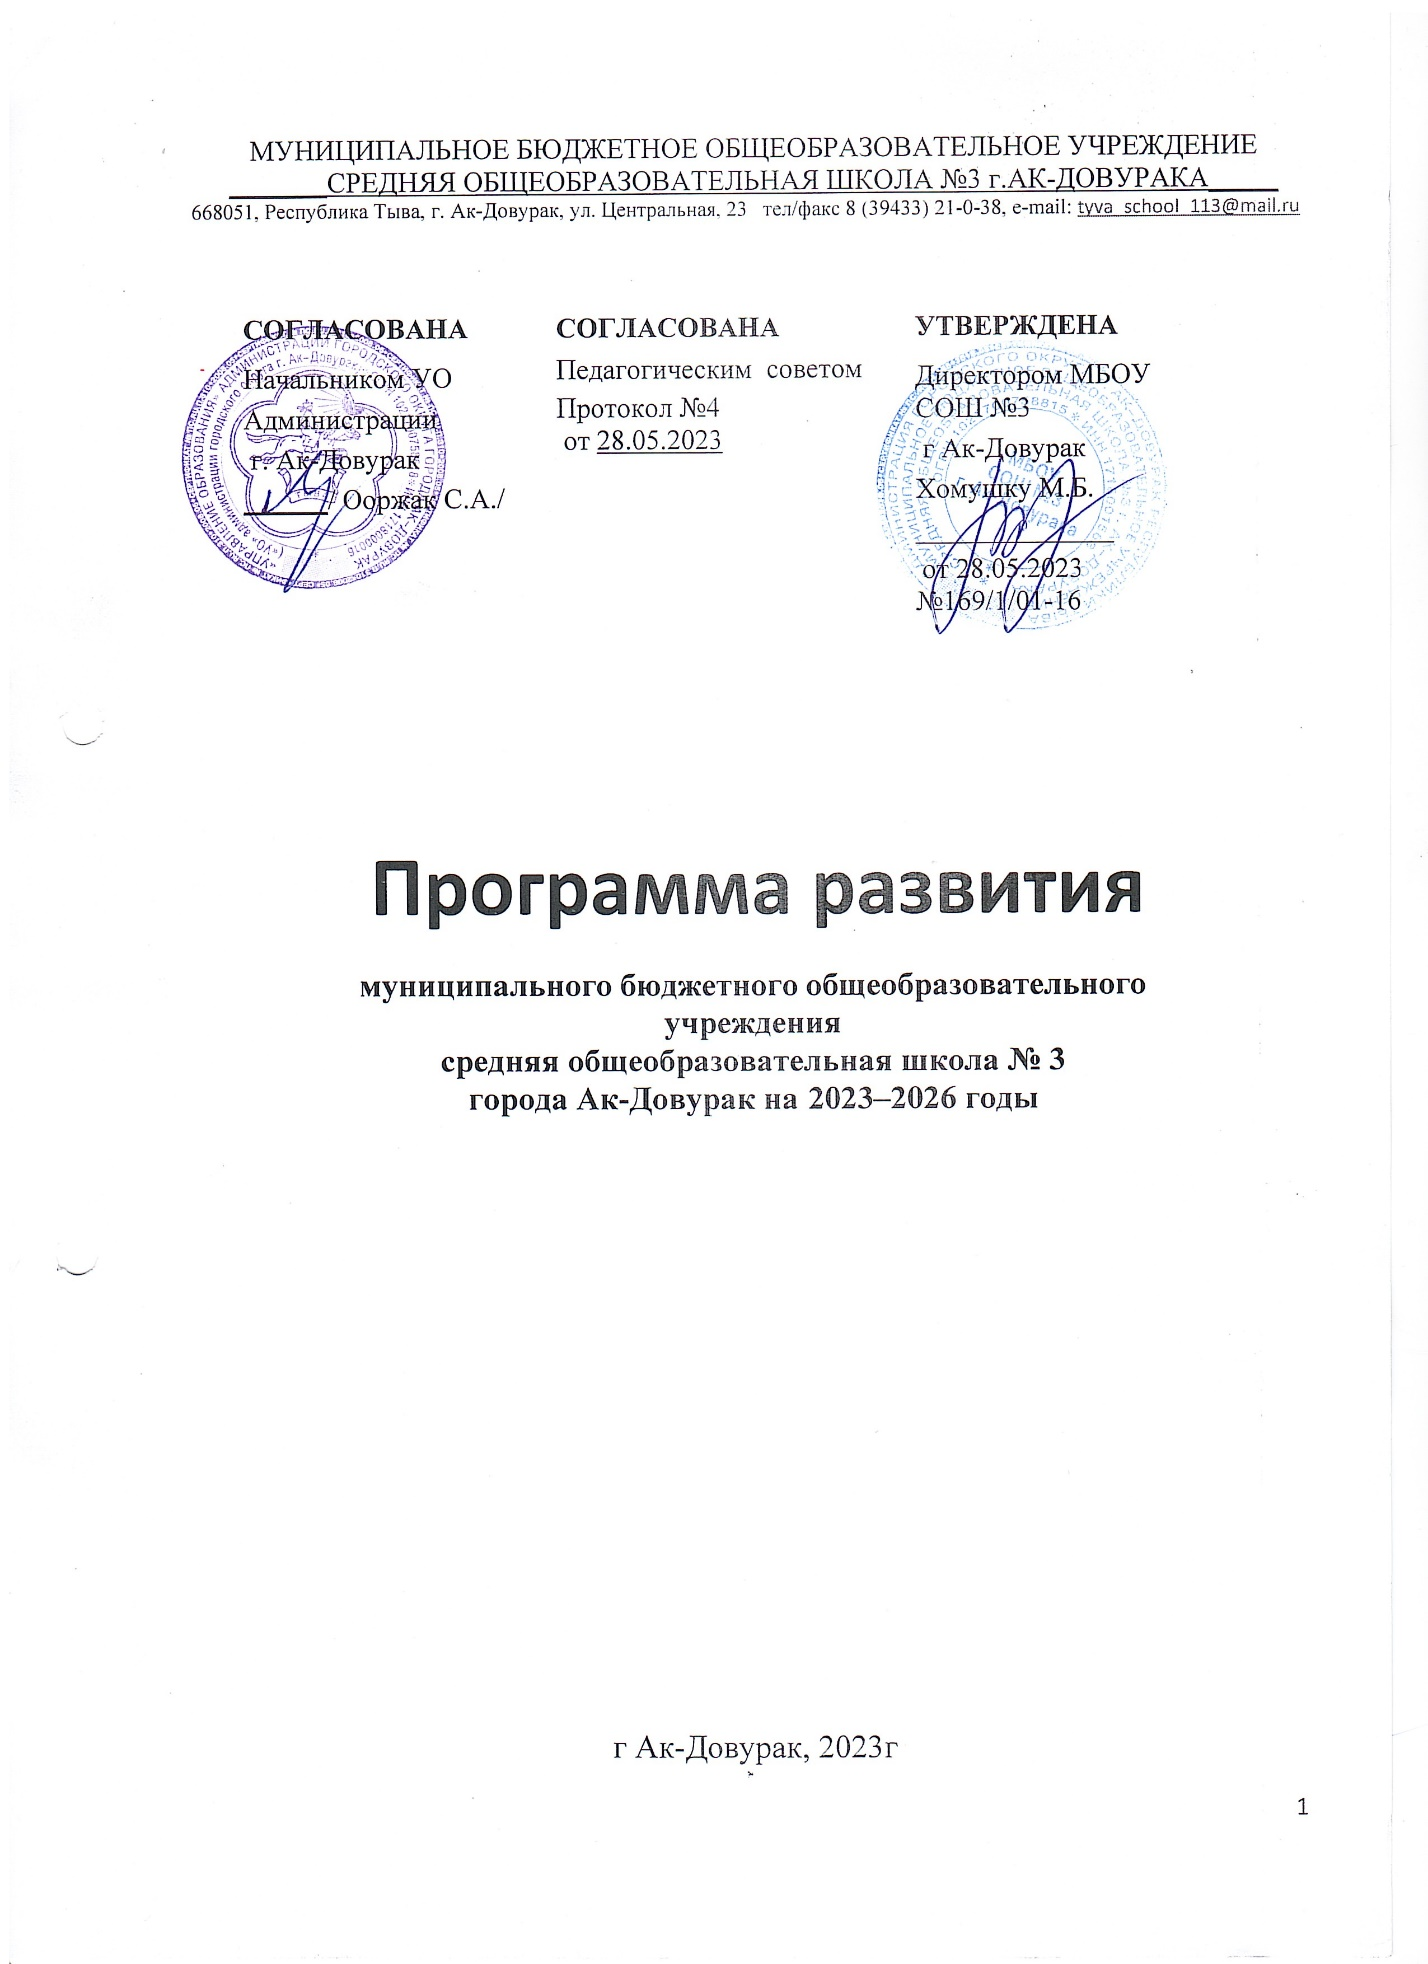 МУНИЦИПАЛЬНОЕ БЮДЖЕТНОЕ ОБЩЕОБРАЗОВАТЕЛЬНОЕ УЧРЕЖДЕНИЕ
СРЕДНЯЯ ОБЩЕОБРАЗОВАТЕЛЬНАЯ ШКОЛА №3 г.АК-ДОВУРАКА
668051, Республика Тыва, г. Ак-Довурак, ул. Центральная, 23 тел/факс 8 (39433) 21-0-38, e-mail: tyva_school_113@mail.ru
СОГЛАСОВАНА
Начальником УО
Администрации
г. Ак-Довурак
/ Ооржак С.А./
СОГЛАСОВАНА
Педагогическим советом
Протокол №4
от 28.05.2023
УТВЕРЖДЕНА
Директором МБОУ
СОШ №3
г Ак-Довурак
Хомушку М.Б.
от 28.05.2023
№169/1/01-16
Программа развития
муниципального бюджетного общеобразовательного
учреждения
средняя общеобразовательная школа № 3
города Ак-Довурак на 2023–2026 годы
г Ак-Довурак, 2023г
1